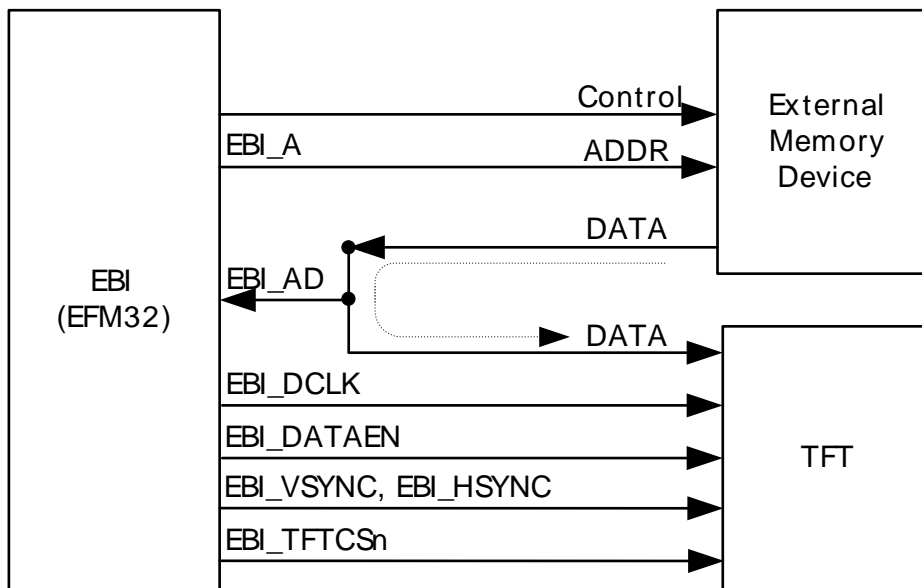 Control
External
Memory
Device
EBI_A
ADDR
DATA
EBI_AD
EBI
(EFM32)
DATA
EBI_DCLK
EBI_DATAEN
TFT
EBI_VSYNC, EBI_HSYNC
EBI_TFTCSn